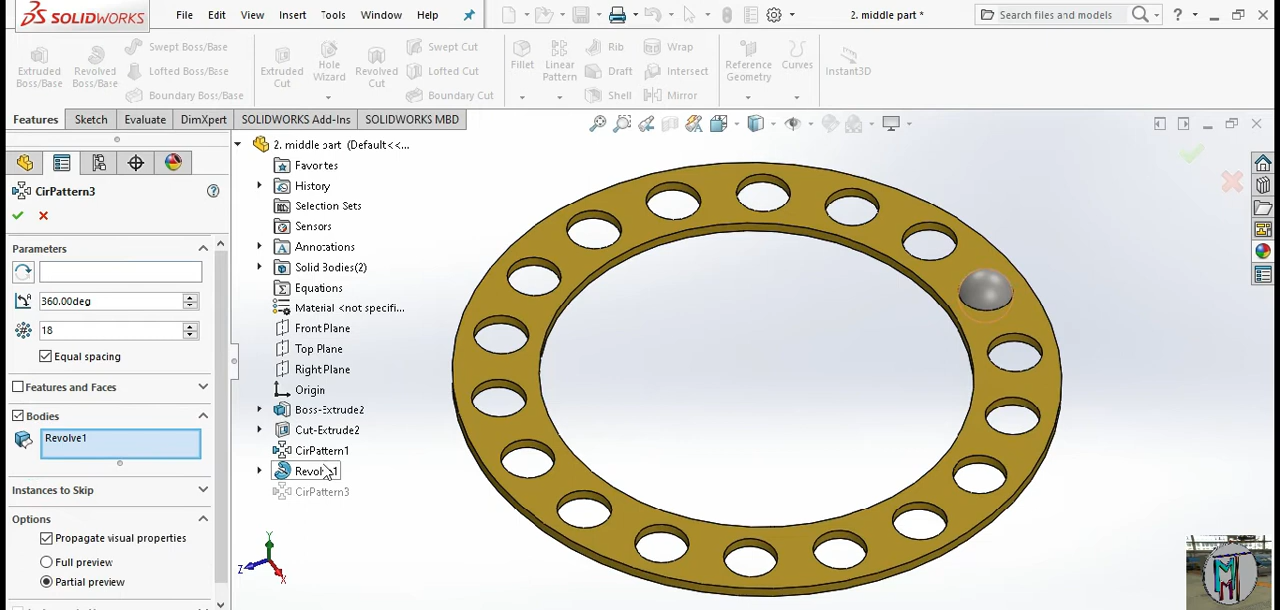 SOLIDWORKS
File Edit View Insert Tools Window Help
2. middle part *
Search files and models
?
Extruded Boss/Base
Revolved Boss/Base
Swept Boss/Base
Lofted Boss/Base
Boundary Boss/Base
Extruded Cut
Hole Wizard
Revolved Cut
Swept Cut
Lofted Cut
Boundary Cut
Fillet
Linear Pattern
Rib
Draft
Shell
Wrap
Intersect
Mirror
Reference Geometry
Curves
Instant3D
Features Sketch Evaluate DimXpert SOLIDWORKS Add-Ins SOLIDWORKS MBD
CirPattern3
?
Parameters
360.00deg
18
Equal spacing
Features and Faces
Bodies
Revolve1
Instances to Skip
Options
Propagate visual properties
Full preview
Partial preview
2. middle part (Default<<...
Favorites
History
Selection Sets
Sensors
Annotations
Solid Bodies(2)
Equations
Material <not specifi...
Front Plane
Top Plane
Right Plane
Origin
Boss-Extrude2
Cut-Extrude2
CirPattern1
Revolve1
CirPattern3
Y
Z
X